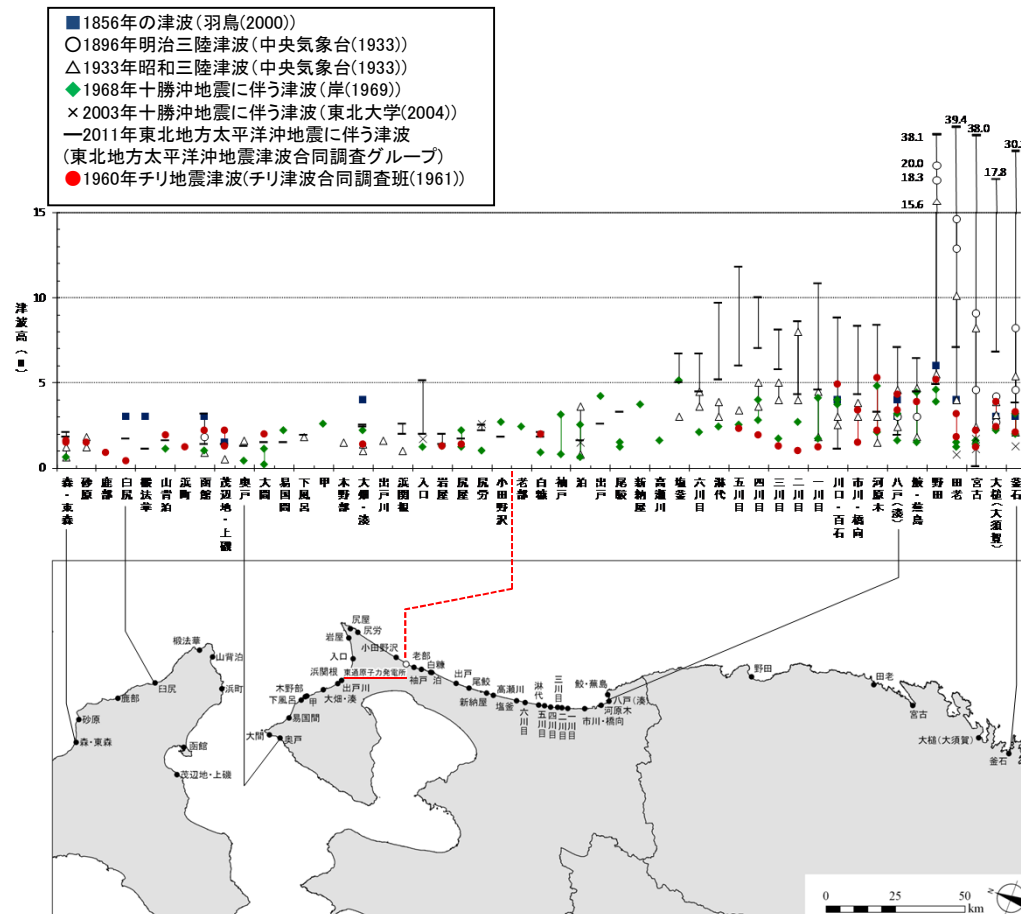 ■1856年の津波(羽鳥(2000))
○1896年明治三陸津波(中央気象台(1933))
△1933年昭和三陸津波(中央気象台(1933))
◆1968年十勝沖地震に伴う津波(岸(1969))
×2003年十勝沖地震に伴う津波(東北大学(2004))
ー2011年東北地方太平洋沖地震に伴う津波
(東北地方太平洋沖地震津波合同調査グループ)
●1960年チリ地震津波(チリ津波合同調査班(1961))
38.1
39.4
38.0
30.
20.0
18.3
17.8
15.6
15
10
5
0
津波高(m)
森・東森
砂原
鹿部
臼尻
椴法華
山背泊
浜町
函館
茂辺地・上磯
奥戸
大間
易国間
下風呂
甲
木野部
大畑・湊
出戸川
浜関根
入口
岩屋
尻屋
尻労
小田野沢
老部
白糠
袖戸
泊
出戸
尾駮
新納屋
高瀬川
塩釜
六川目
淋代
五川目
四川目
三川目
二川目
一川目
川口・百石
市川・橋向
河原木
八戸(湊)
鮫・蕪島
野田
田老
宮古
大槌(大須賀)
釜石
尻屋
尻労
岩屋
小田野沢
入口
老部
白糠
東通原子力発電所
浜関根
袖戸
泊
出戸
尾鮫
新納屋
高瀬川
塩釜
六川目
淋代
五川目
四川目
三川目
二川目
一川目
市川・橋向
河原木
八戸(湊)
鮫・蕪島
野田
田老
宮古
大槌(大須賀)
釜石
椴法華
山背泊
浜町
臼尻
鹿部
砂原
森・東森
函館
茂辺地・上磯
木野部
下風呂
甲
大畑・湊
出戸川
易国間
大間
奥戸
0
25
50
km
N